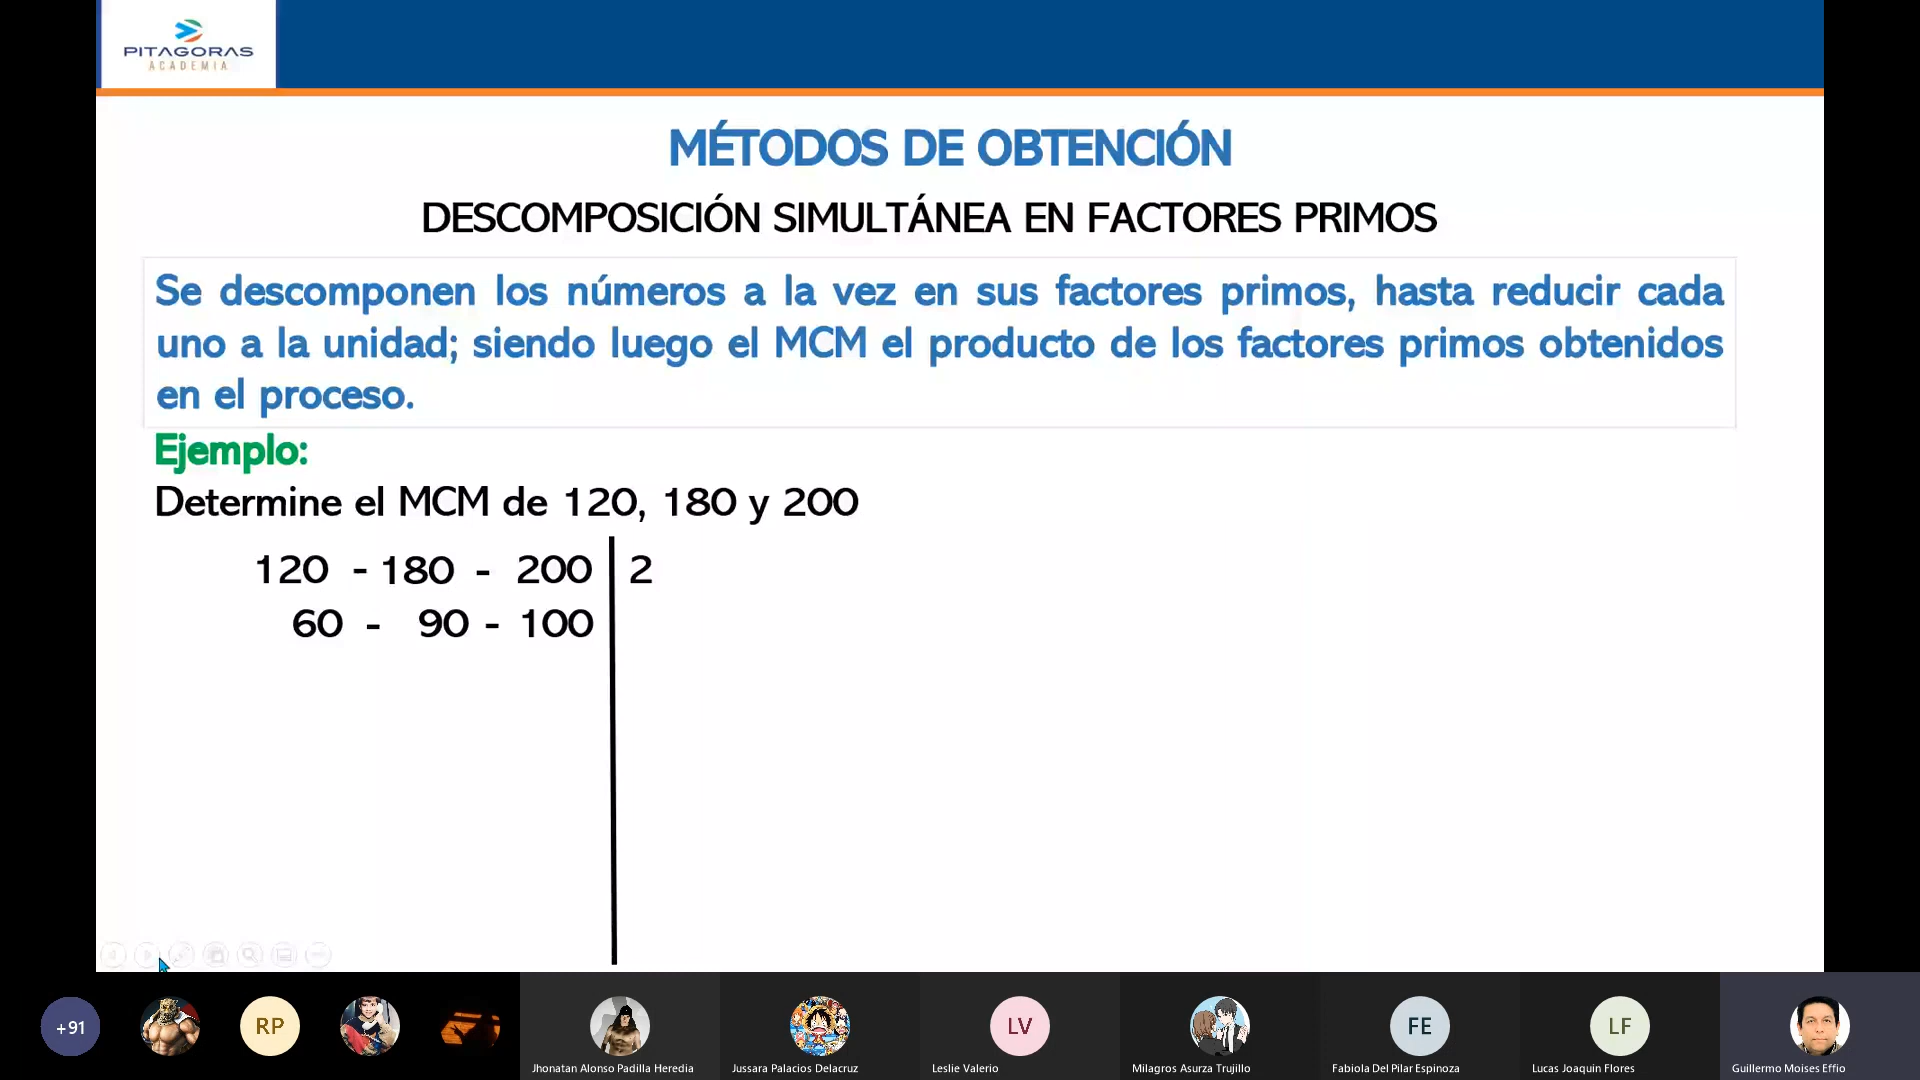 PITAGORAS
ACADEMIA
MÉTODOS DE OBTENCIÓN
DESCOMPOSICIÓN SIMULTÁNEA EN FACTORES PRIMOS
Se descomponen los números a la vez en sus factores primos, hasta reducir cada
uno a la unidad; siendo luego el MCM el producto de los factores primos obtenidos
en el proceso.
Ejemplo:
Determine el MCM de 120, 180 y 200
120 - 180 - 200 2
60 - 90 - 100
+91 RP LV FE LF
Jhonatan Alonso Padilla Heredia Jussara Palacios Delacruz Leslie Valerio Milagros Asurza Trujillo Fabiola Del Pilar Espinoza Lucas Joaquin Flores Guillermo Moises Effio